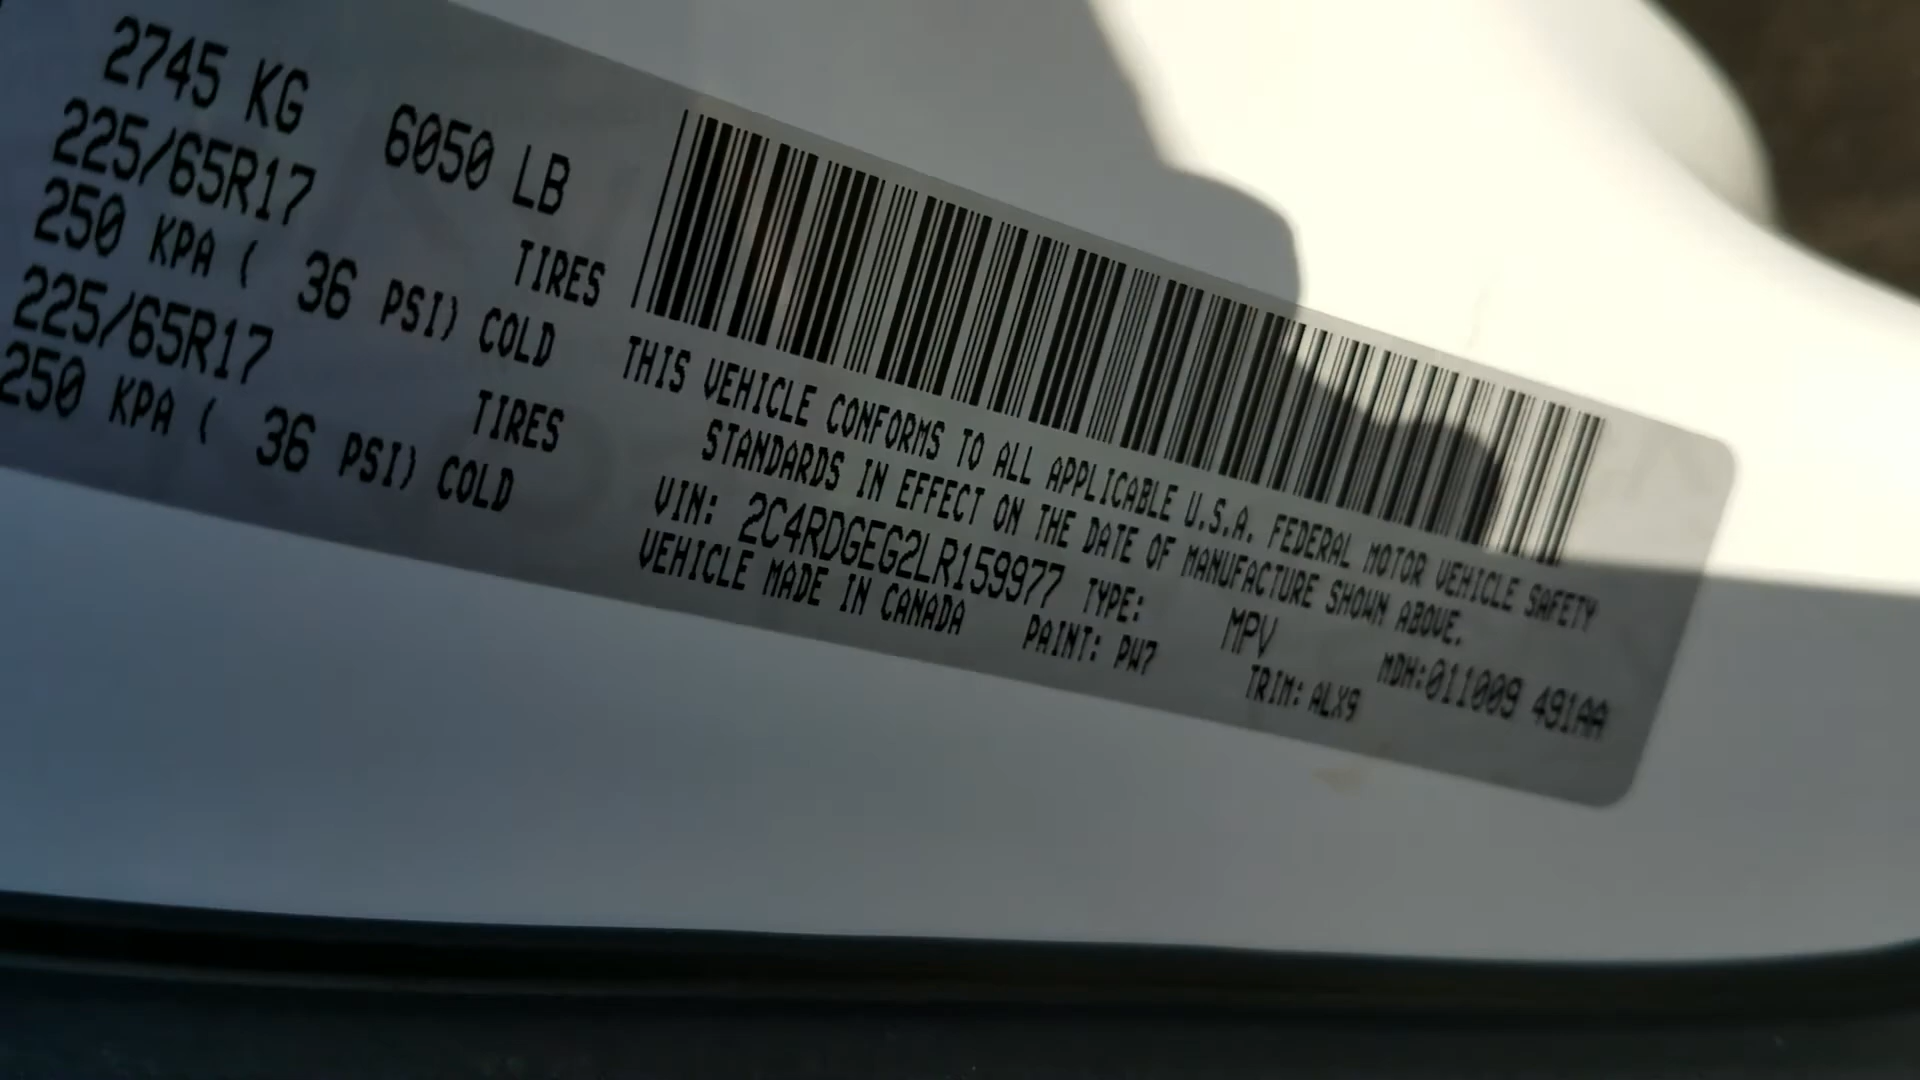 2745 KG 6050 LB
225/65R17 TIRES
250 KPA ( 36 PSI) COLD
225/65R17 TIRES
250 KPA ( 36 PSI) COLD
THIS VEHICLE CONFORMS TO ALL APPLICABLE U.S.A. FEDERAL MOTOR VEHICLE SAFETY
STANDARDS IN EFFECT ON THE DATE OF MANUFACTURE SHOWN ABOVE.
VIN: 2C4RDGEG2LR159977 TYPE: MPV MDH:011009 491AA
VEHICLE MADE IN CANADA PAINT: PW7 TRIM: ALX9